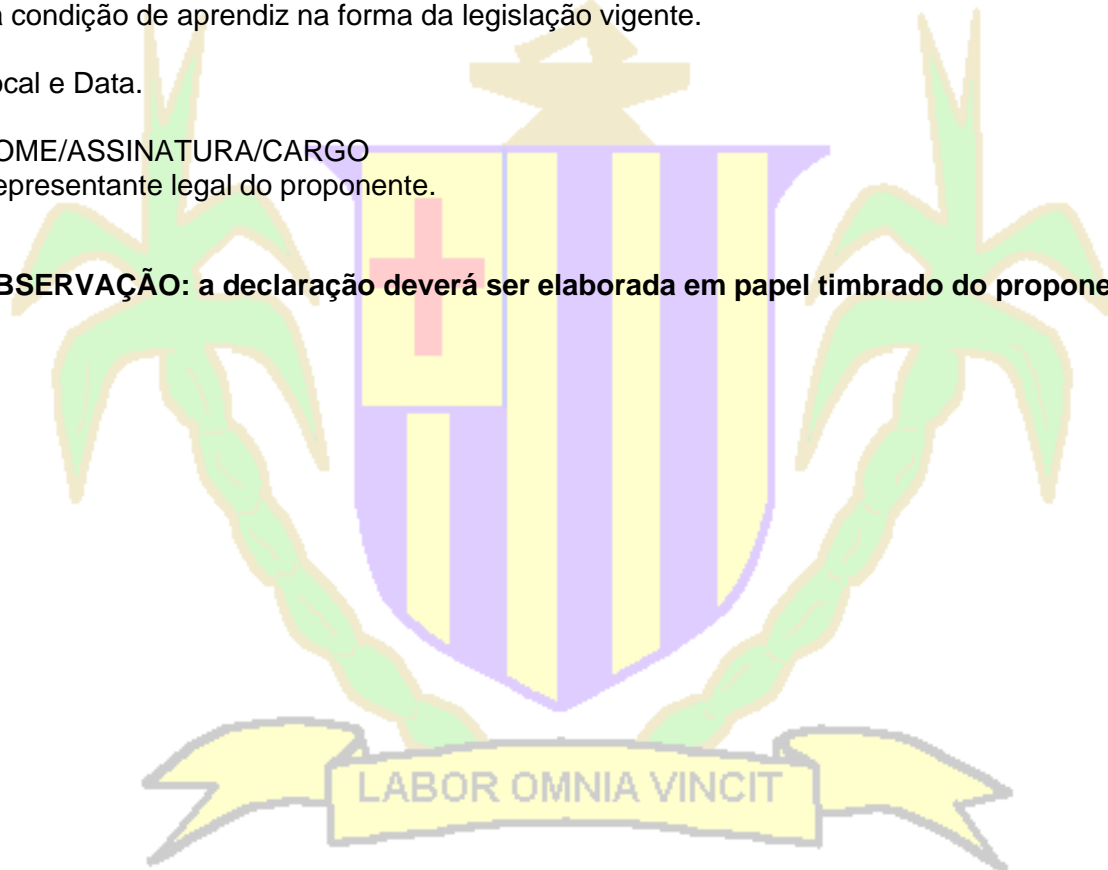 a condição de aprendiz na forma da legislação vigente.
ocal e Data.
OME/ASSINATURA/CARGO
epresentante legal do proponente.
BSERVAÇÃO: a declaração deverá ser elaborada em papel timbrado do propone
LABOR OMNIA VINCIT